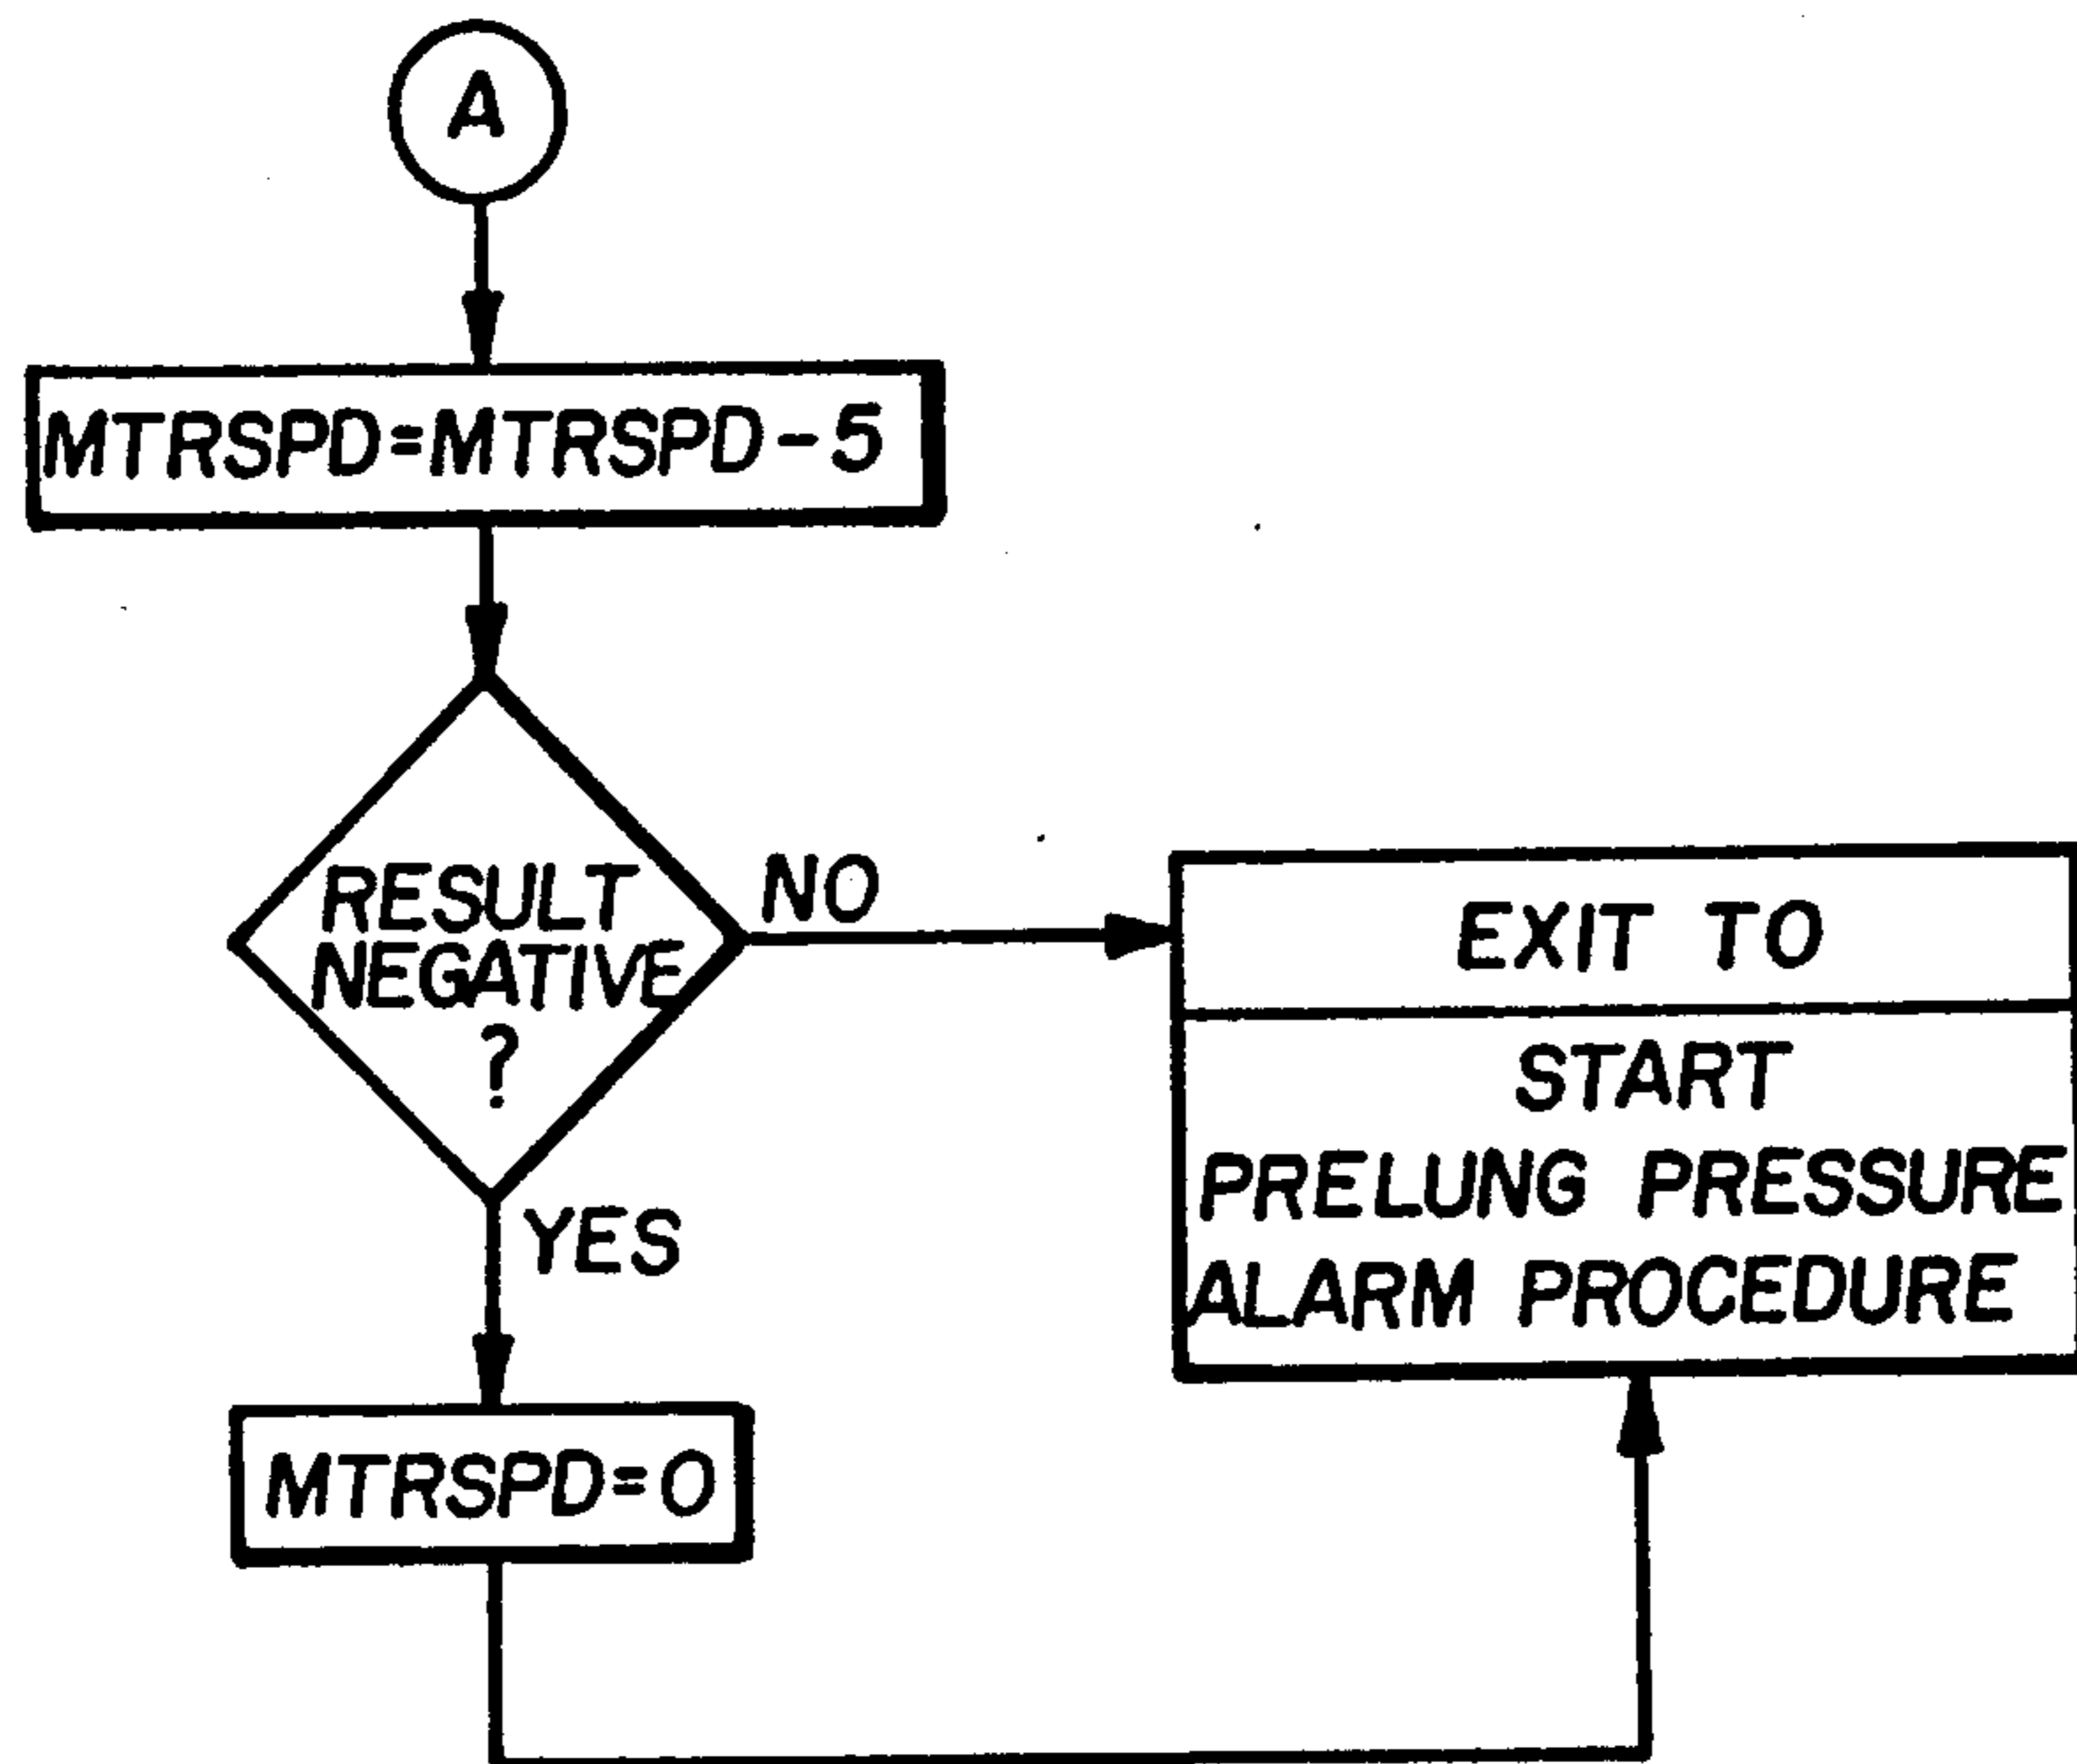 A
MTRSPD=MTRSPD-5
RESULT
NEGATIVE
?
NO
YES
EXIT TO
START
PRELUNG PRESSURE
ALARM PROCEDURE
MTRSPD=0